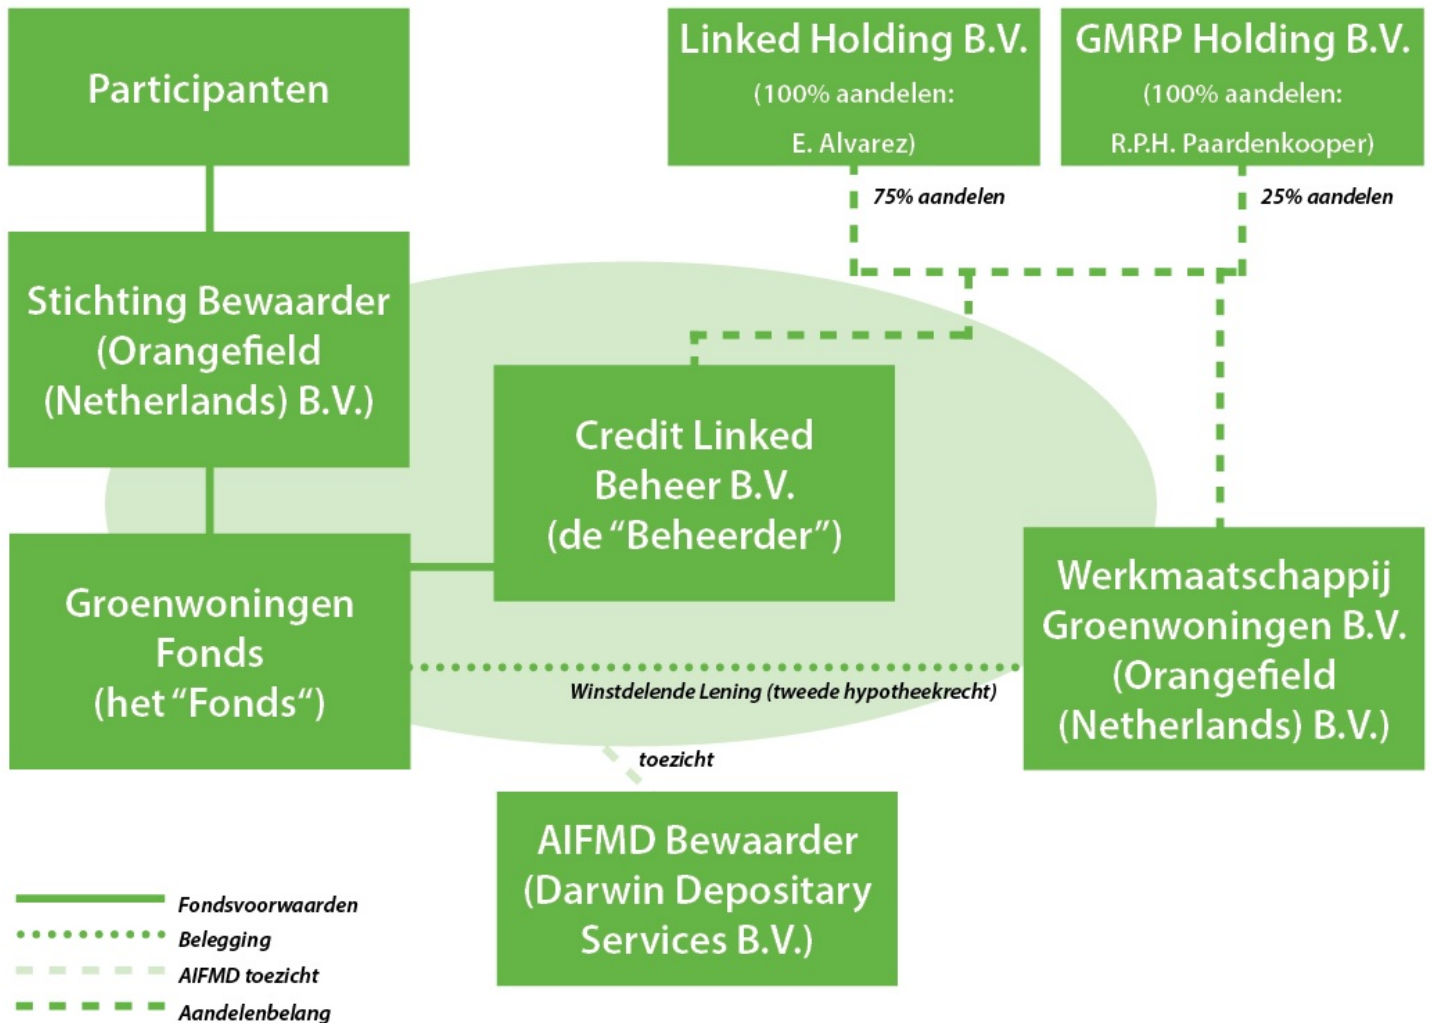 Participanten
Linked Holding B.V.
(100% aandelen:
E. Alvarez)
GMRP Holding B.V.
(100% aandelen:
R.P.H. Paardenkooper)
75% aandelen
25% aandelen
Stichting Bewaarder
(Orangefield
(Netherlands) B.V.)
Credit Linked
Beheer B.V.
(de “Beheerder”)
Groenwoningen
Fonds
(het “Fonds“)
Werkmaatschappij
Groenwoningen B.V.
(Orangefield
(Netherlands) B.V.)
Winstdelende Lening (tweede hypotheekrecht)
toezicht
AIFMD Bewaarder
(Darwin Depositary
Services B.V.)
Fondsvoorwaarden
Belegging
AIFMD toezicht
Aandelenbelang